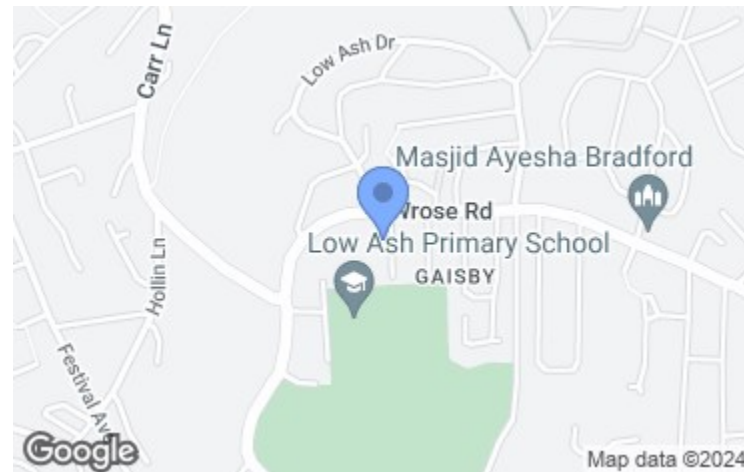 Carr Ln
Low Ash Dr
Masjid Ayesha Bradford
Wrose Rd
Low Ash Primary School
GAISBY
Hollin Ln
Festival Ave
Google
Map data ©2024